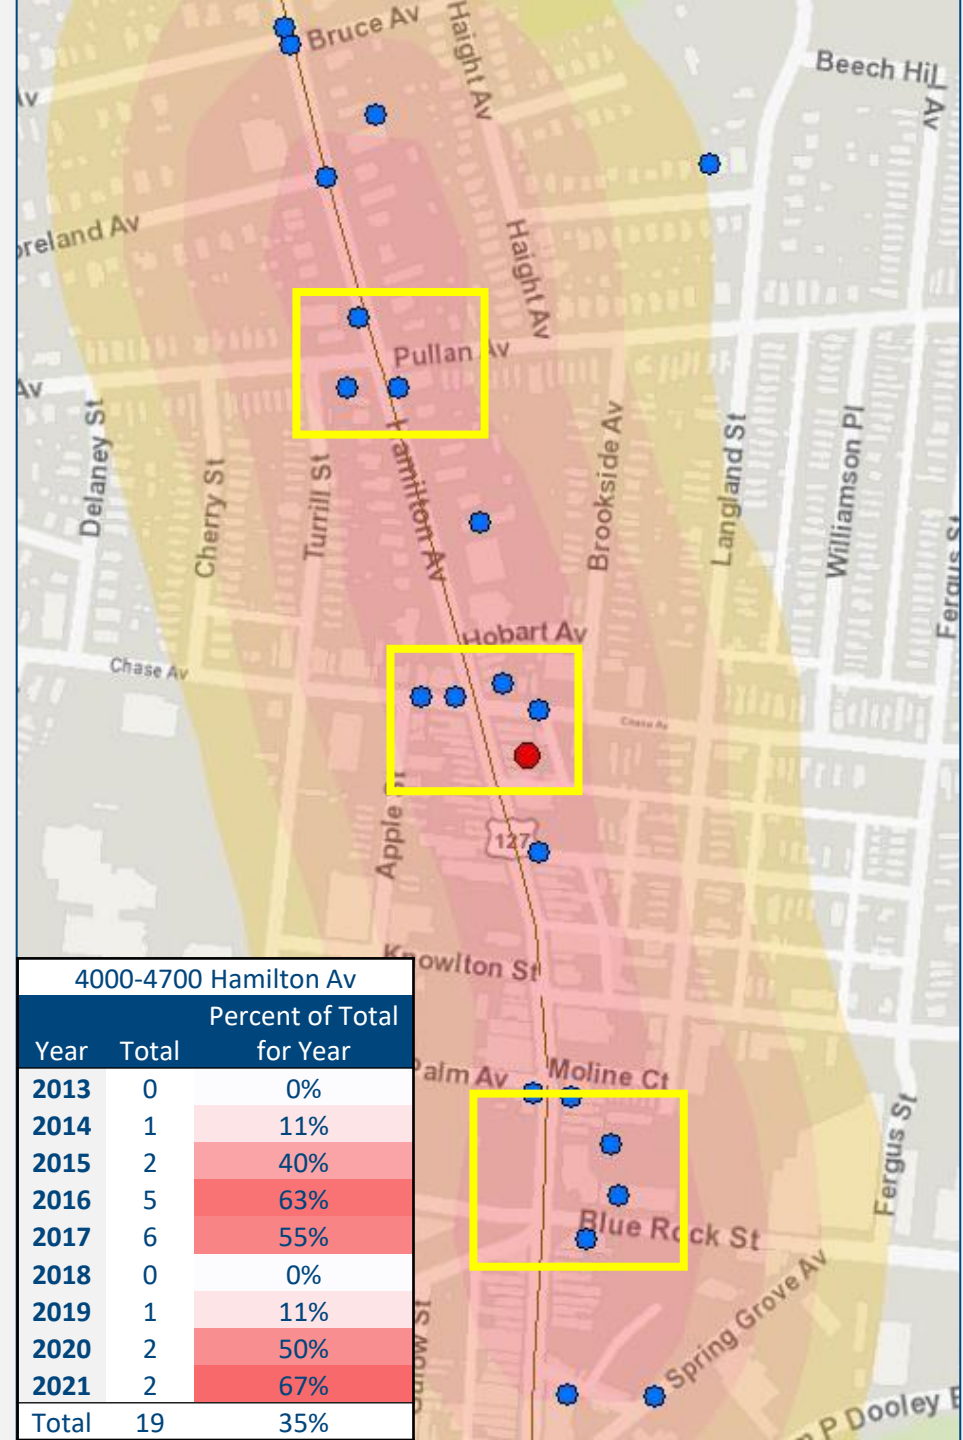 Bruce Av
Haight Av
Beech Hill Av
Av
oreland Av
Haight Av
Pullan Av
Av
Delaney St
Cherry St
Turrill St
Hamilton Av
Brookside Av
Langland St
Williamson Pl
Fergus St
Hobart Av
Chase Av
Chase Av
Apple St
127
Knowlton St
4000-4700 Hamilton Av
Percent of Total
Year Total for Year
2013 0 0%
2014 1 11%
2015 2 40%
2016 5 63%
2017 6 55%
2018 0 0%
2019 1 11%
2020 2 50%
2021 2 67%
Total 19 35%
Palm Av
Moline Ct
Fergus St
Blue Rock St
Spring Grove Av
P Dooley